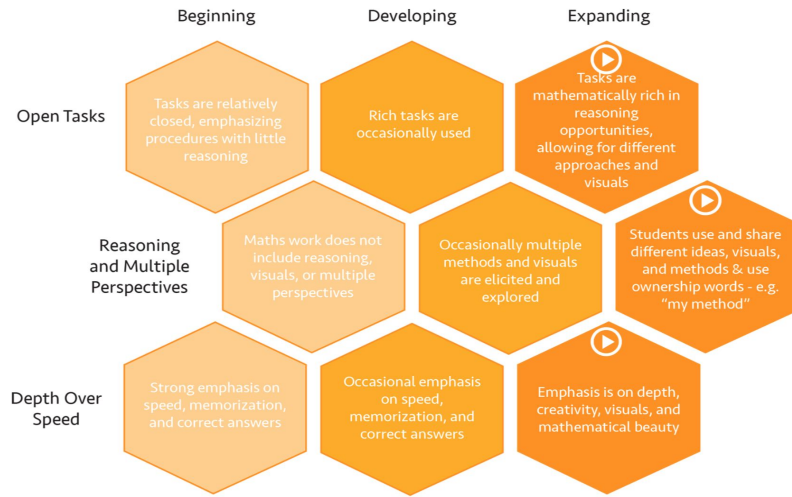 Beginning
Developing
Expanding
Open Tasks
Tasks are relatively
closed, emphasizing
procedures with little
reasoning
Rich tasks are
occasionally used
Tasks are
mathematically rich in
reasoning
opportunities,
allowing for different
approaches and
visuals
Reasoning
and Multiple
Perspectives
Maths work does not
include reasoning,
visuals, or multiple
perspectives
Occasionally multiple
methods and visuals
are elicited and
explored
Students use and share
different ideas, visuals,
and methods & use
ownership words - e.g.
“my method”
Depth Over
Speed
Strong emphasis on
speed, memorization,
and correct answers
Occasional emphasis
on speed,
memorization, and
correct answers
Emphasis is on depth,
creativity, visuals, and
mathematical beauty